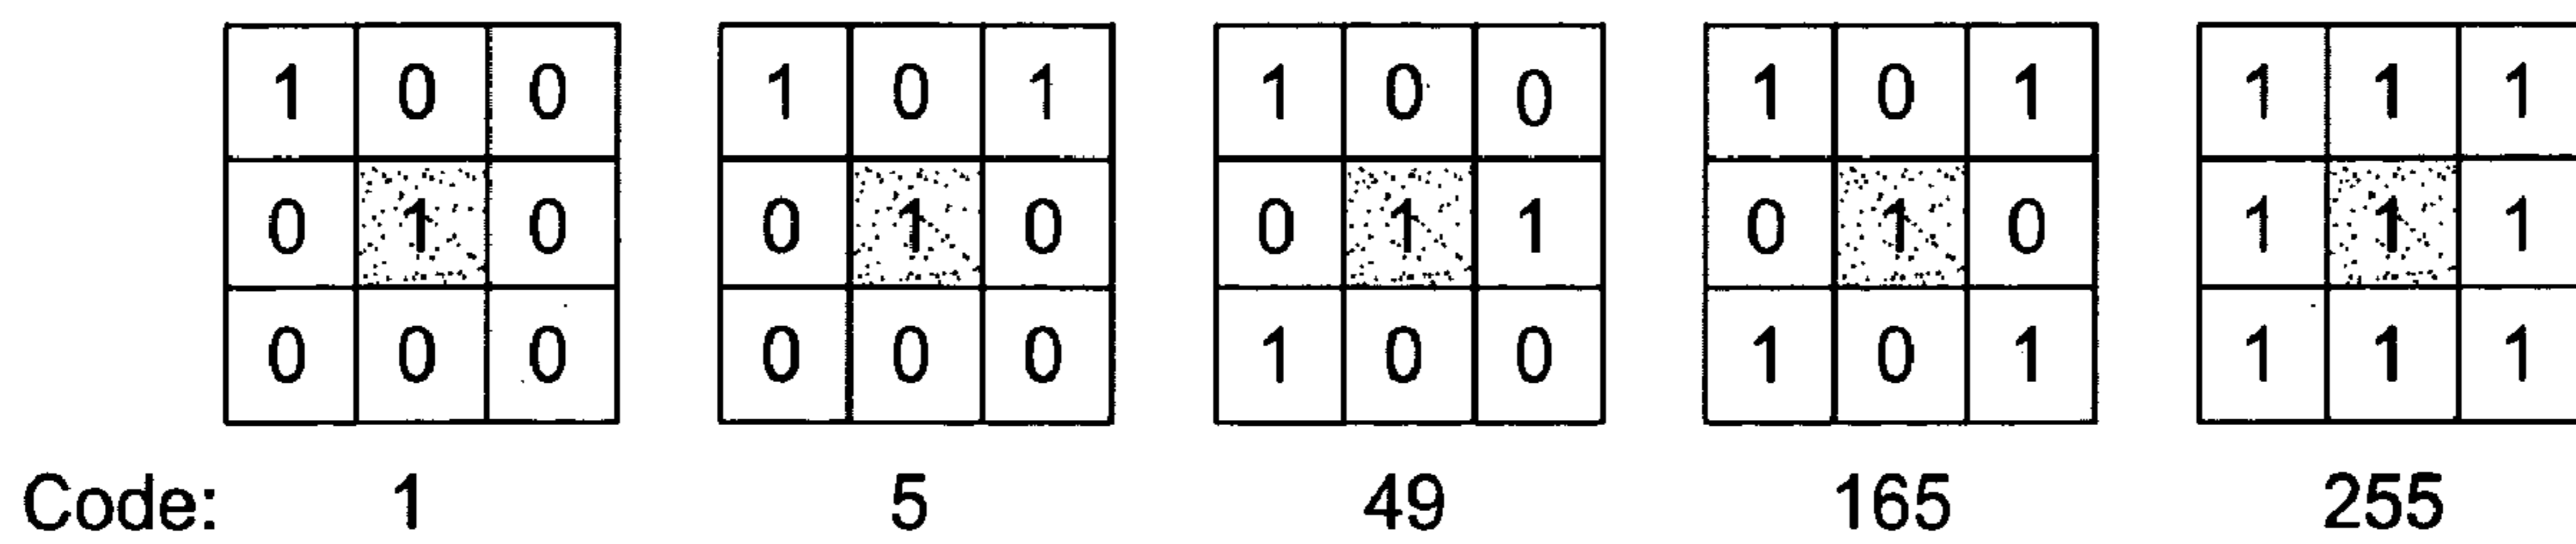 1 0 0 1 0 1 1 0 0 1 0 1 1 1 1
0 1 0 0 1 0 0 1 1 0 1 0 1 1 1
0 0 0 0 0 0 1 0 0 1 0 1 1 1 1
Code: 1 5 49 165 255